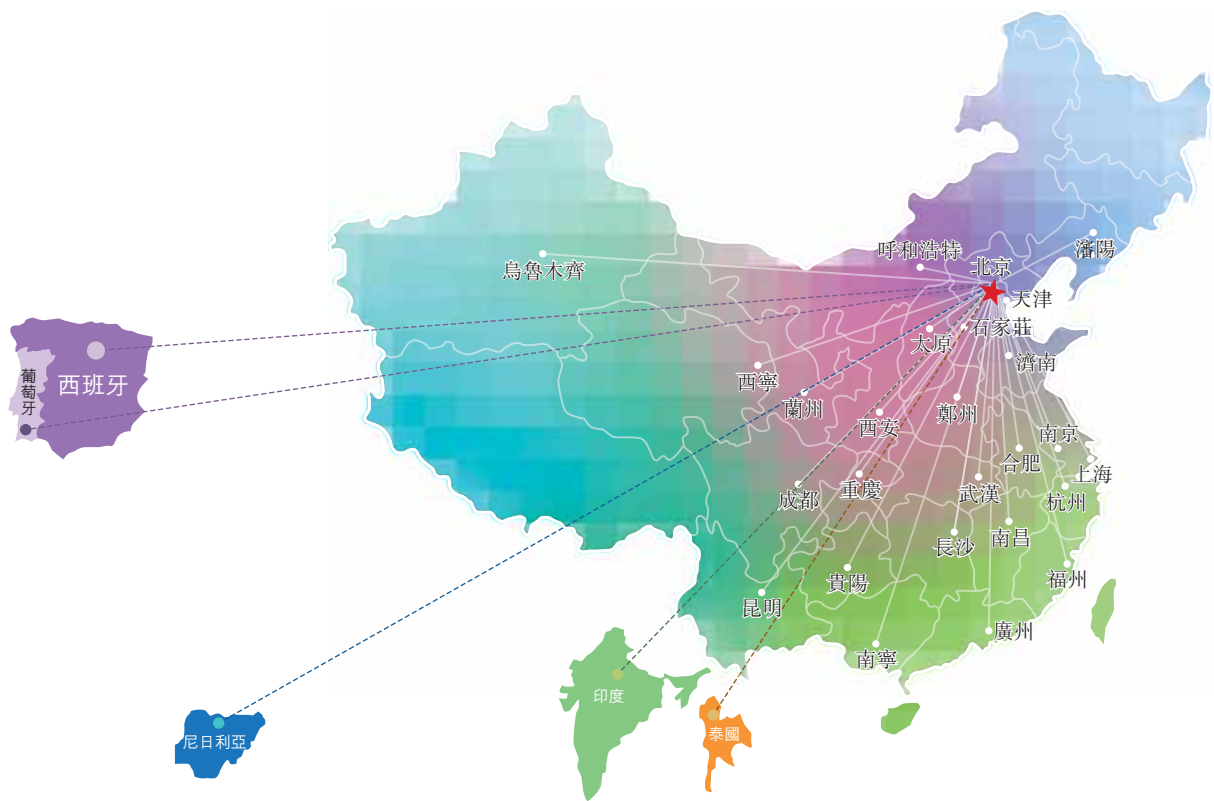 呼和浩特
瀋陽
北京
烏魯木齊
天津
石家莊
太原
濟南
葡萄牙
西班牙
西寧
蘭州
鄭州
西安
南京
合肥
上海
成都
重慶
武漢
杭州
長沙
南昌
貴陽
福州
昆明
廣州
南寧
印度
泰國
尼日利亞